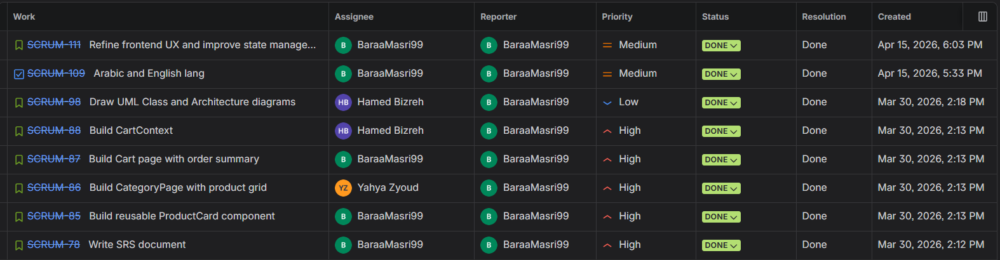 Work Assignee Reporter Priority Status Resolution Created
SCRUM-111 Refine frontend UX and improve state manage... B BaraaMasri99 B BaraaMasri99 Medium DONE Done Apr 15, 2026, 6:03 PM
SCRUM-109 Arabic and English lang B BaraaMasri99 B BaraaMasri99 Medium DONE Done Apr 15, 2026, 5:33 PM
SCRUM-98 Draw UML Class and Architecture diagrams HB Hamed Bizreh B BaraaMasri99 Low DONE Done Mar 30, 2026, 2:18 PM
SCRUM-88 Build CartContext HB Hamed Bizreh B BaraaMasri99 High DONE Done Mar 30, 2026, 2:13 PM
SCRUM-87 Build Cart page with order summary B BaraaMasri99 B BaraaMasri99 High DONE Done Mar 30, 2026, 2:13 PM
SCRUM-86 Build CategoryPage with product grid YZ Yahya Zyoud B BaraaMasri99 High DONE Done Mar 30, 2026, 2:13 PM
SCRUM-85 Build reusable ProductCard component B BaraaMasri99 B BaraaMasri99 High DONE Done Mar 30, 2026, 2:13 PM
SCRUM-78 Write SRS document B BaraaMasri99 B BaraaMasri99 High DONE Done Mar 30, 2026, 2:12 PM